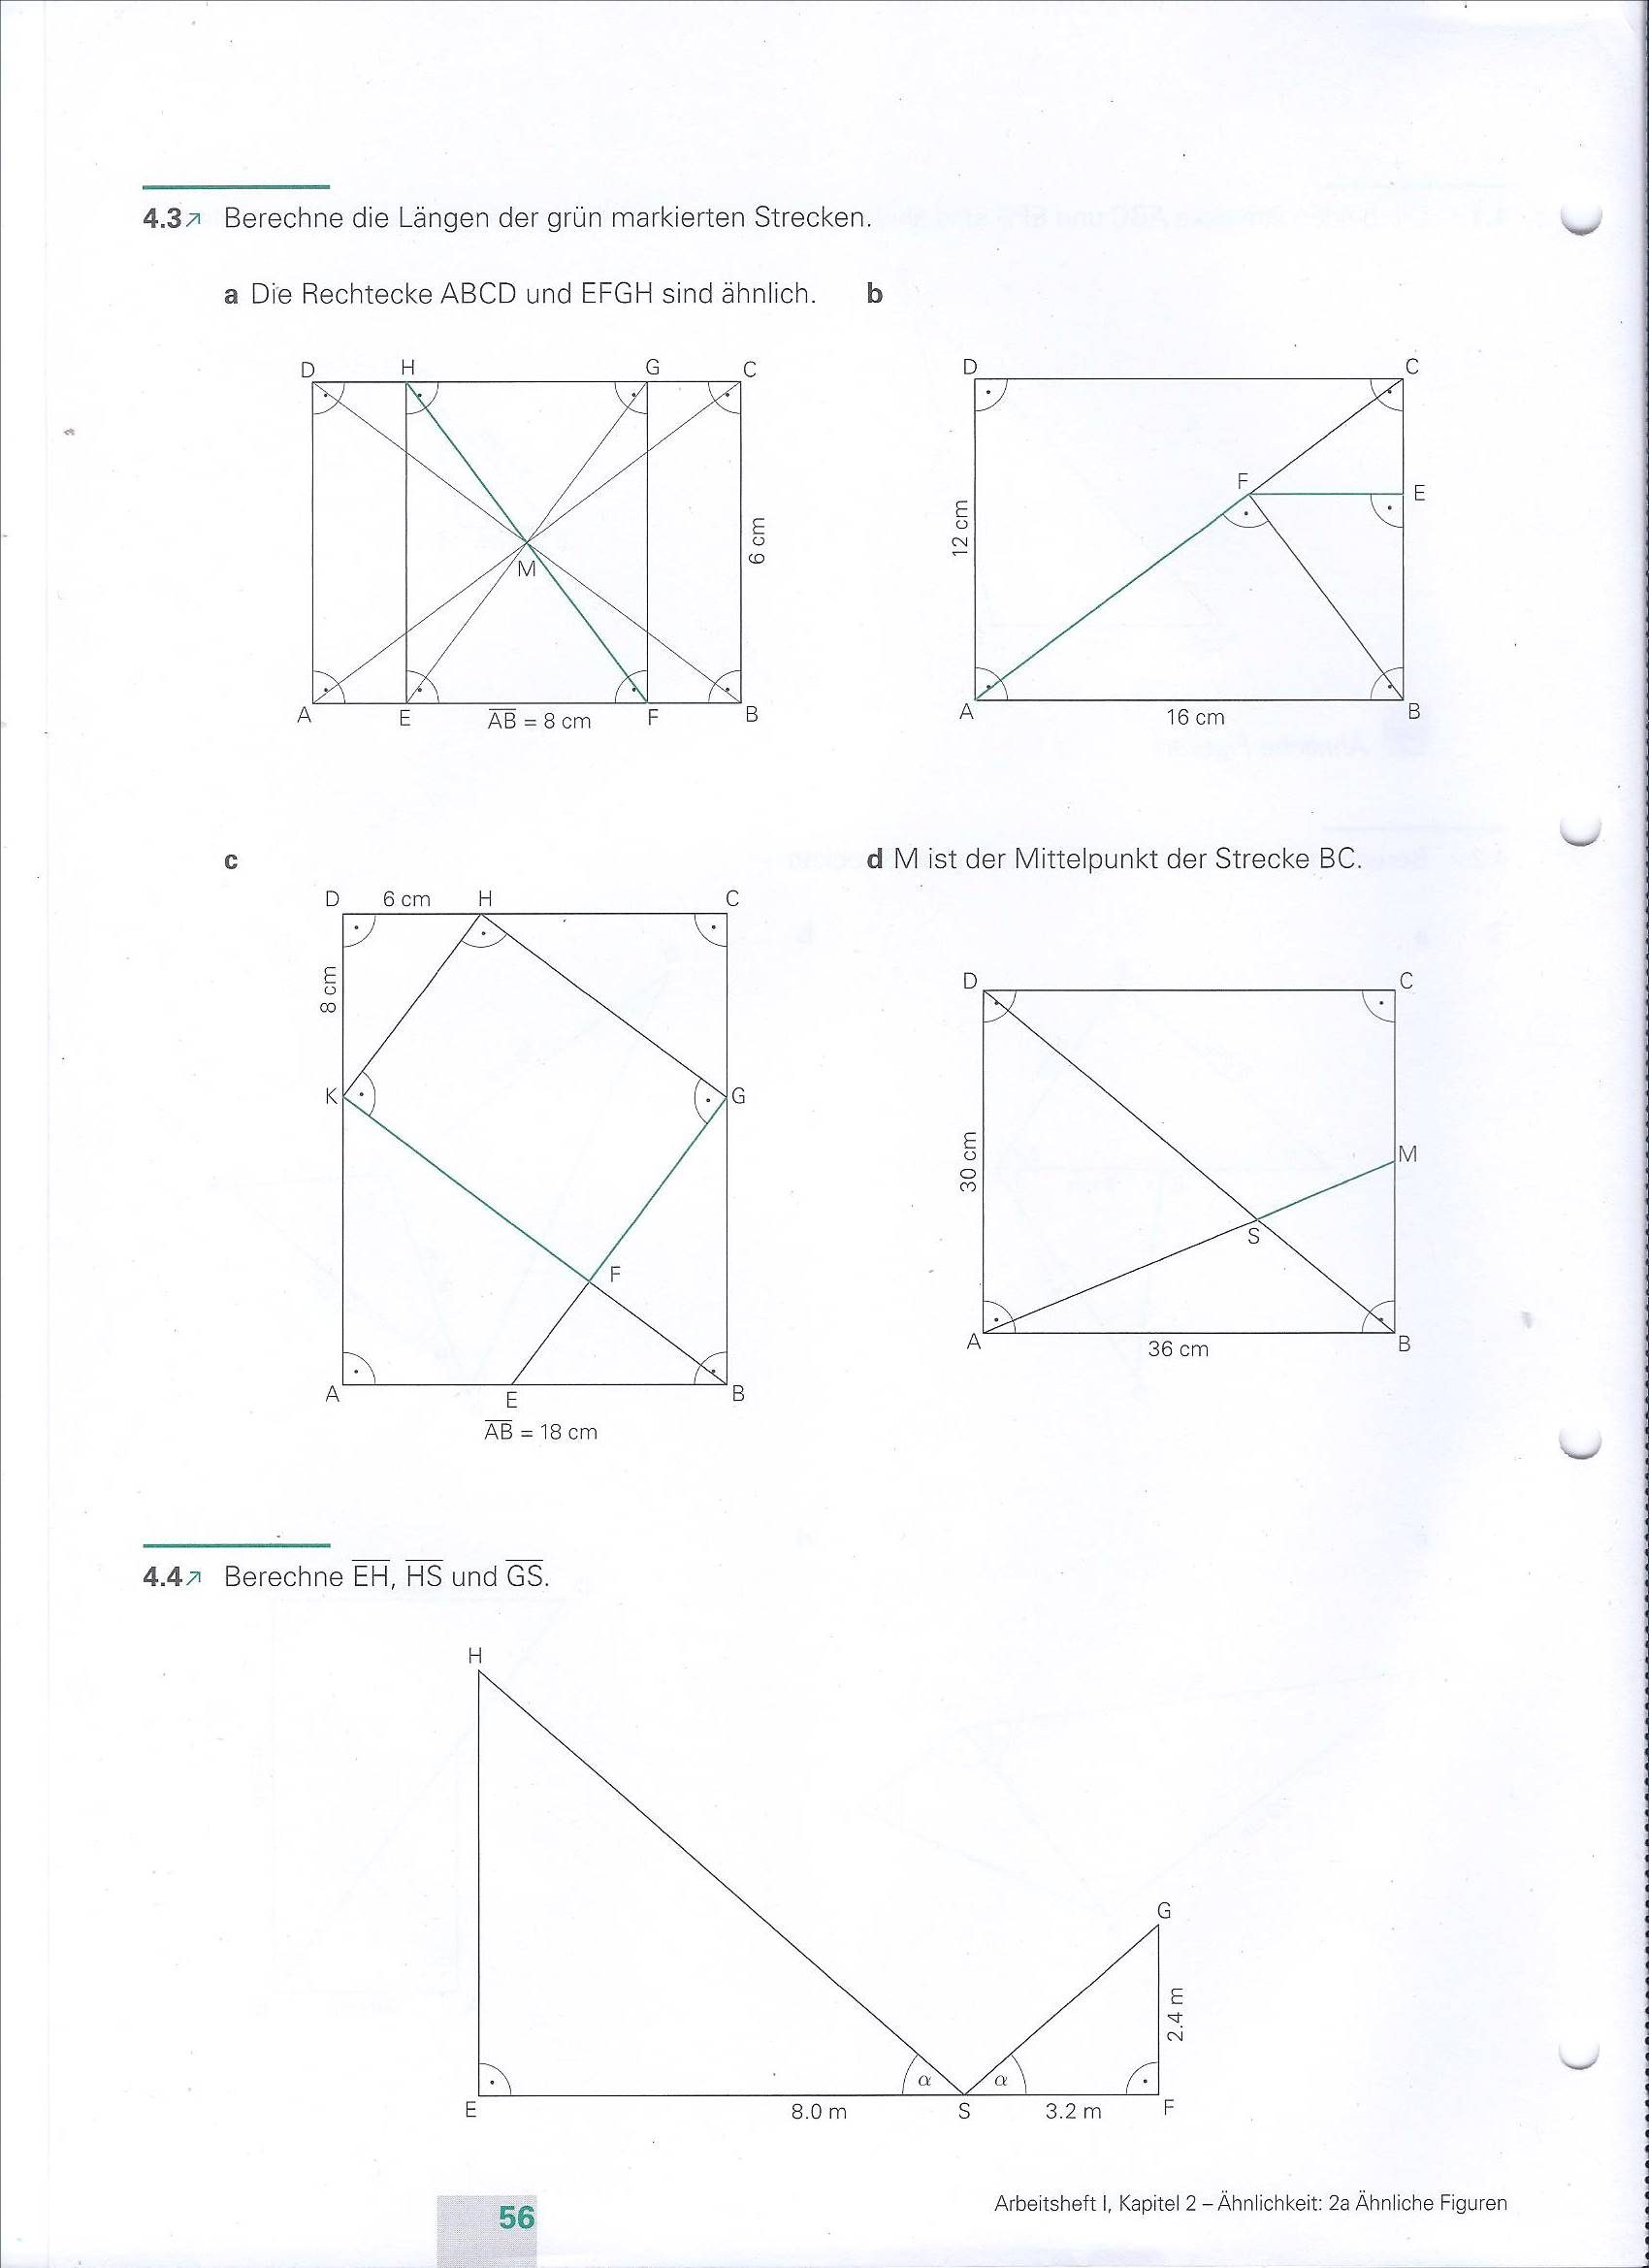 4.3↗ Berechne die Längen der grün markierten Strecken.
a Die Rechtecke ABCD und EFGH sind ähnlich.
b
D H G C
6 cm
M
A E AB = 8 cm F B
D C
F
E
12 cm
A 16 cm B
c
d M ist der Mittelpunkt der Strecke BC.
D 6 cm H C
8 cm
K G
F
A E B
AB = 18 cm
D C
30 cm
M
S
A 36 cm B
4.4↗ Berechne EH, HS und GS.
H
G
2.4 m
α α
E 8.0 m S 3.2 m F
56
Arbeitsheft I, Kapitel 2 – Ähnlichkeit: 2a Ähnliche Figuren